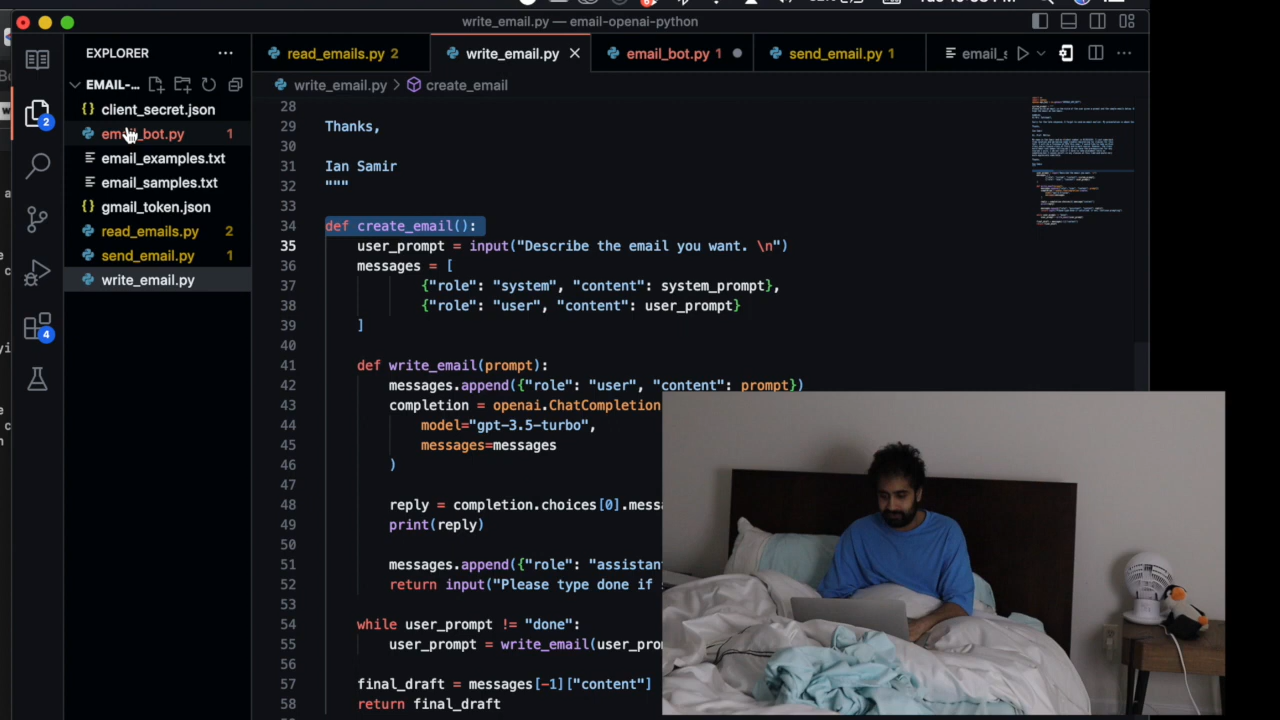 write_email.py — email-openai-python
EXPLORER
read_emails.py 2
write_email.py
email_bot.py 1
send_email.py 1
EMAIL-...
write_email.py > create_email
client_secret.json
email_bot.py 1
email_examples.txt
email_samples.txt
gmail_token.json
read_emails.py 2
send_email.py 1
write_email.py
2
4
28
29 Thanks,
30
31 Ian Samir
32 """
33
34 def create_email():
35 user_prompt = input("Describe the email you want. \n")
36 messages = [
37 {"role": "system", "content": system_prompt},
38 {"role": "user", "content": user_prompt}
39 ]
40
41 def write_email(prompt):
42 messages.append({"role": "user", "content": prompt})
43 completion = openai.ChatCompletion
44 model="gpt-3.5-turbo",
45 messages=messages
46 )
47
48 reply = completion.choices[0].mess
49 print(reply)
50
51 messages.append({"role": "assistan
52 return input("Please type done if
53
54 while user_prompt != "done":
55 user_prompt = write_email(user_pro
56
57 final_draft = messages[-1]["content"]
58 return final_draft